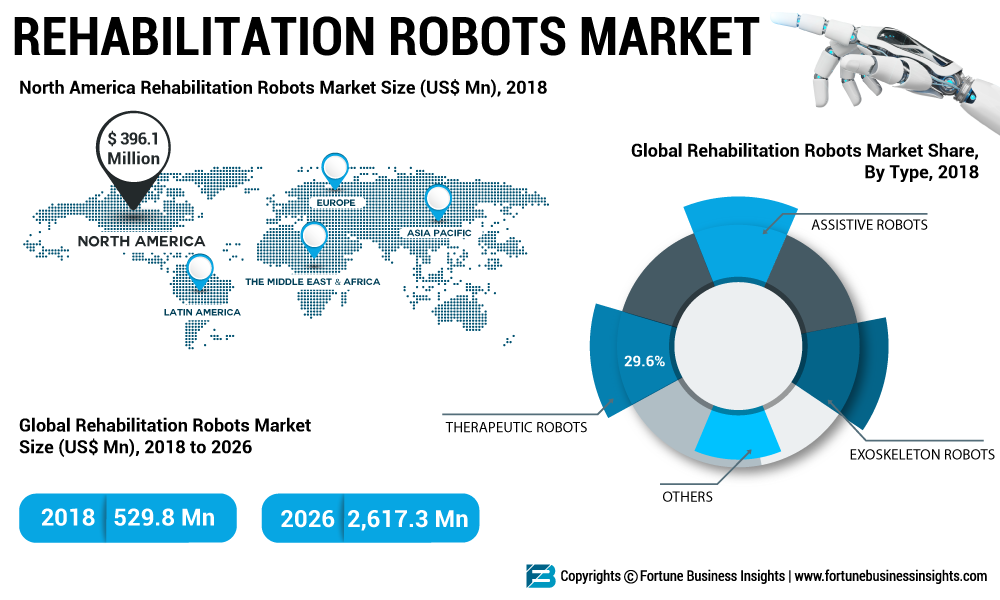 REHABILITATION ROBOTS MARKET
North America Rehabilitation Robots Market Size (US$ Mn), 2018
$ 396.1
Million
NORTH AMERICA
EUROPE
ASIA PACIFIC
THE MIDDLE EAST & AFRICA
LATIN AMERICA
Global Rehabilitation Robots Market Share,
By Type, 2018
ASSISTIVE ROBOTS
29.6%
THERAPEUTIC ROBOTS
EXOSKELETON ROBOTS
OTHERS
Global Rehabilitation Robots Market
Size (US$ Mn), 2018 to 2026
2018 529.8 Mn
2026 2,617.3 Mn
Copyrights © Fortune Business Insights | www.fortunebusinessinsights.com